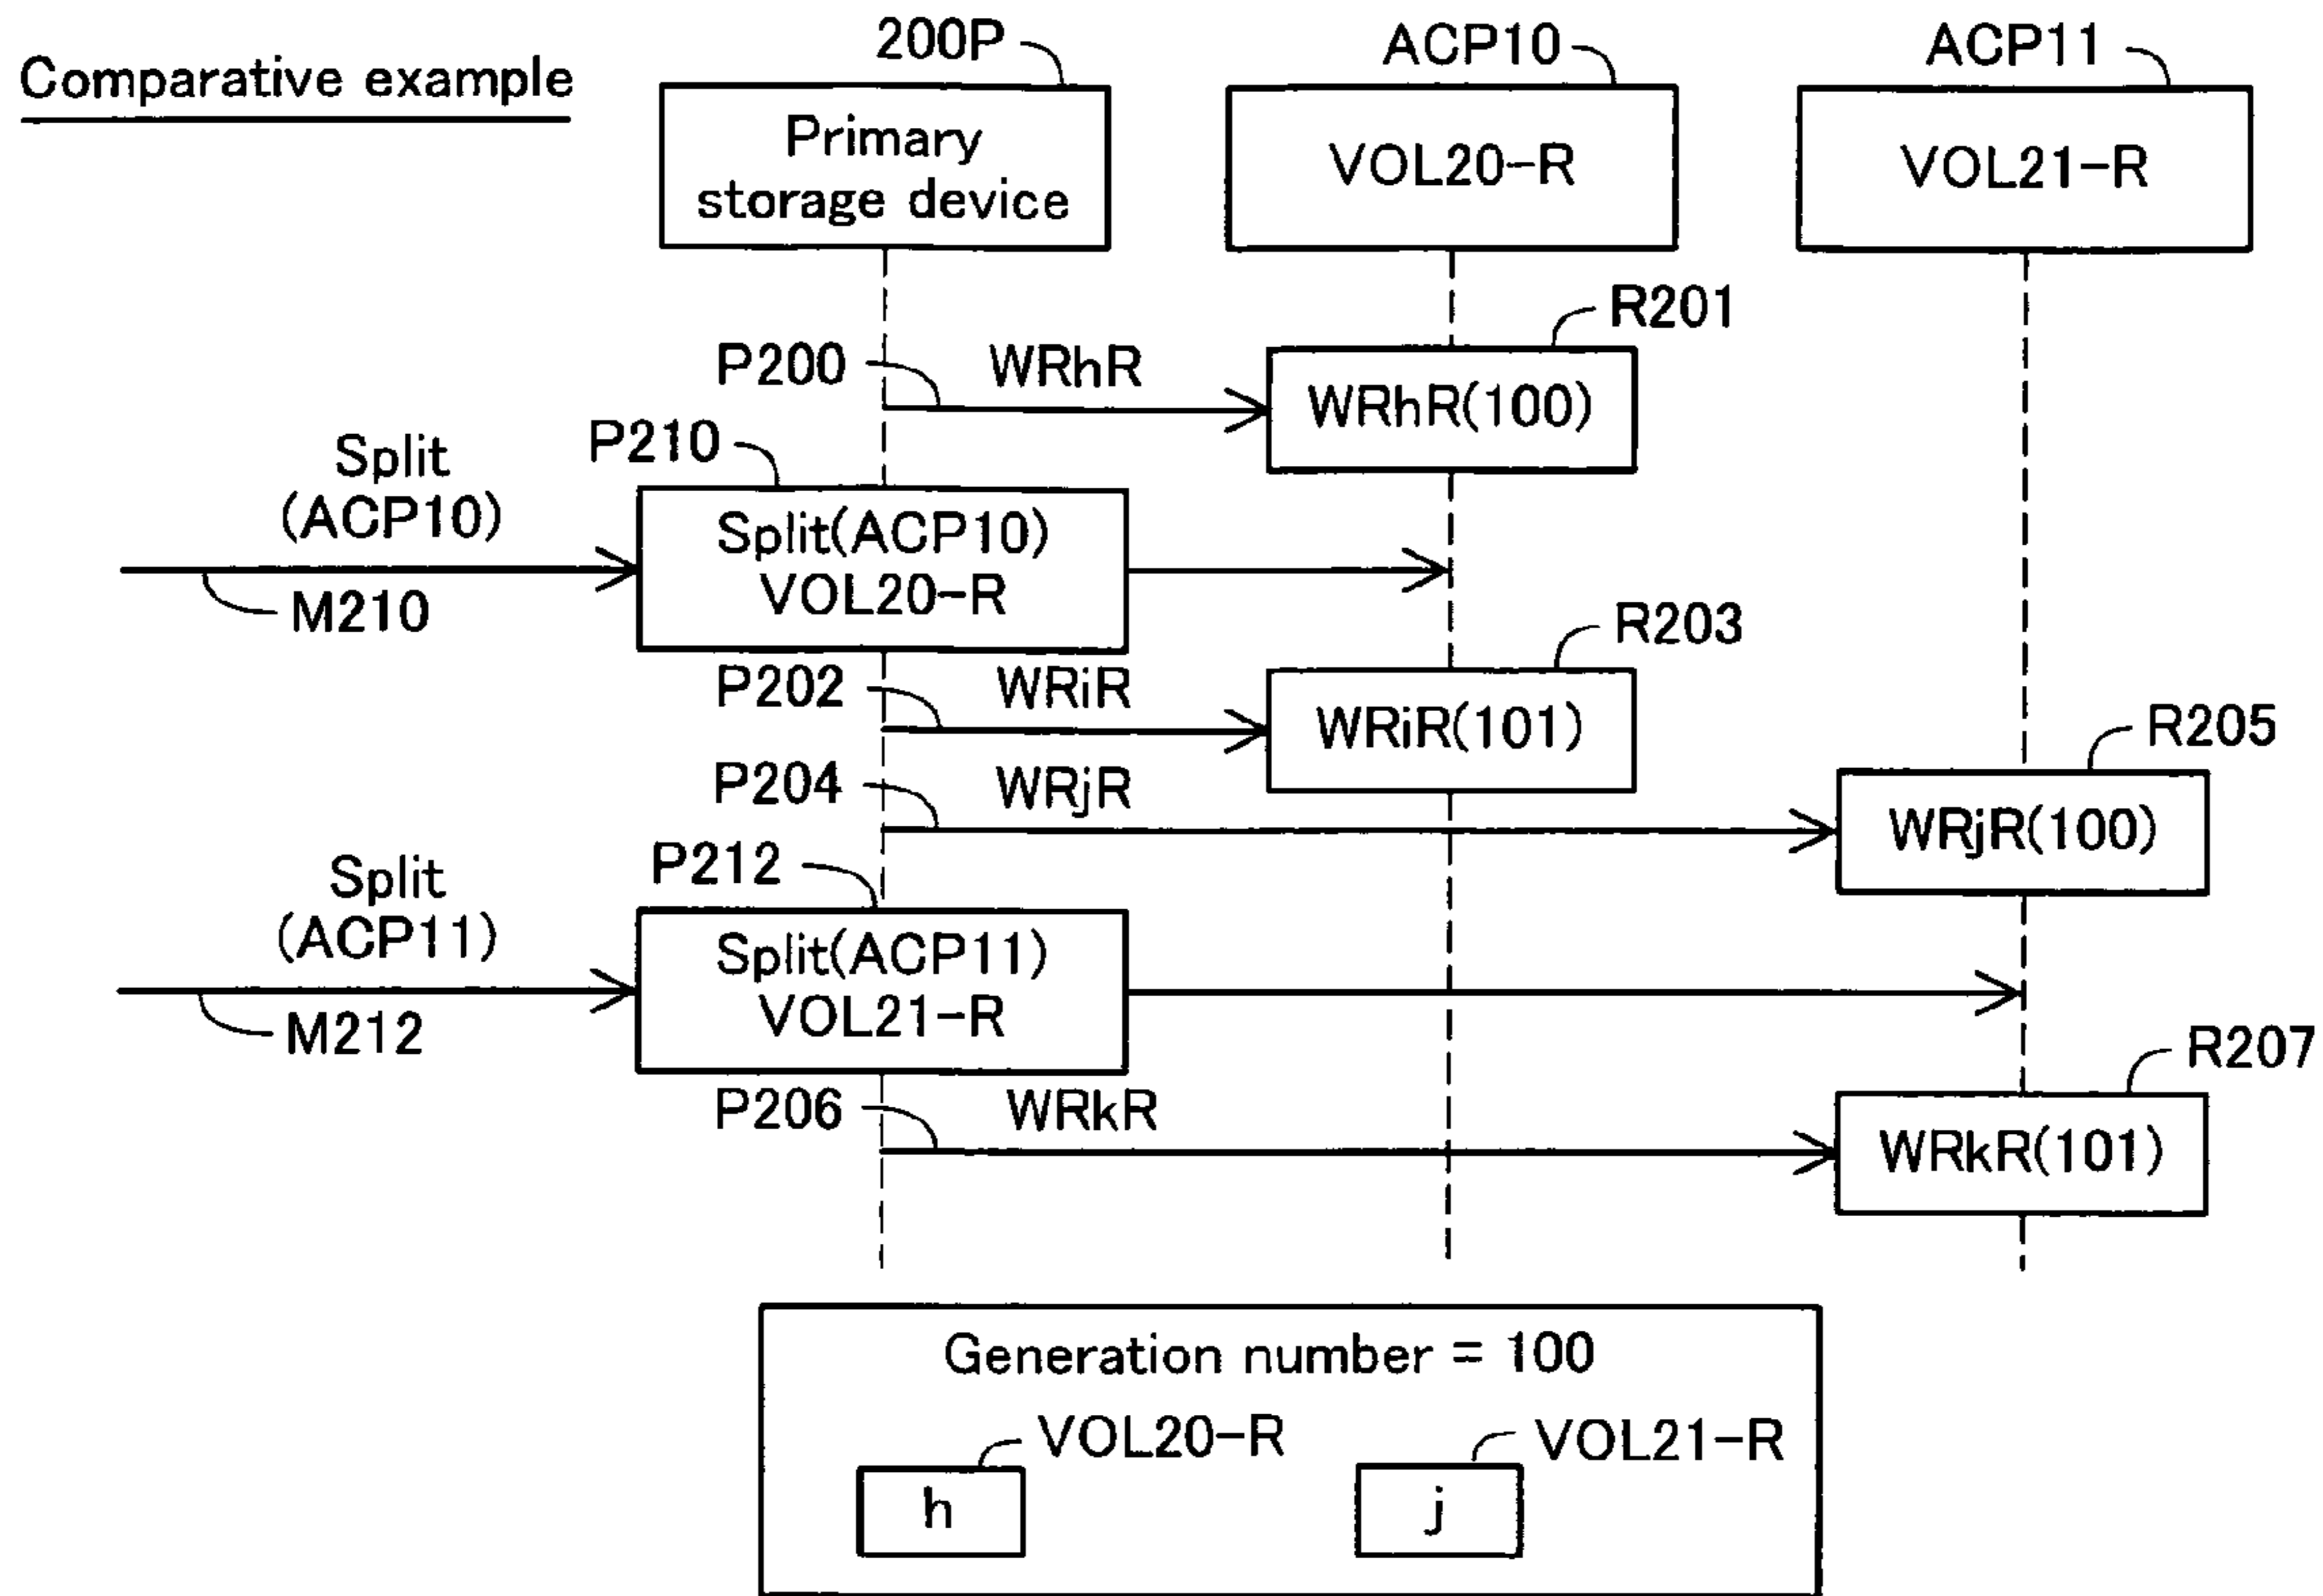 Comparative example
200P
ACP10
ACP11
Primary
storage device
VOL20-R
VOL21-R
R201
P200
WRhR
WRhR(100)
P210
Split
(ACP10)
Split(ACP10)
VOL20-R
M210
R203
P202
WRiR
WRiR(101)
R205
P204
WRjR
WRjR(100)
P212
Split
(ACP11)
Split(ACP11)
VOL21-R
M212
R207
P206
WRkR
WRkR(101)
Generation number = 100
VOL20-R
VOL21-R
h
j